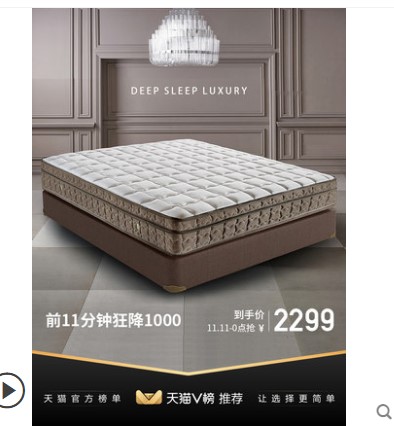 DEEP SLEEP LUXURY
前11分钟狂降1000
到手价
11.11-0点抢 ¥
2299
天猫官方榜单
天猫V榜 推荐
让选择更简单